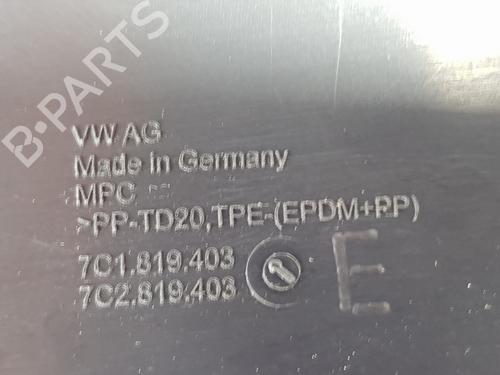 B-PARTS
VW AG
Made in Germany
MPC
>PP-TD20,TPE-(EPDM+PP)
7C1.819.403
7C2.819.403
E